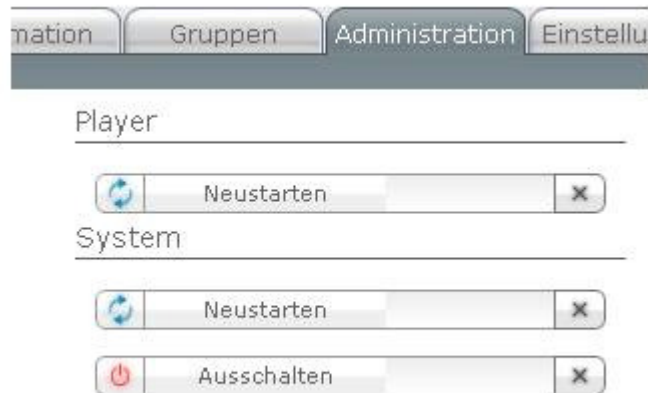 mation Gruppen Administration Einstellu
Player
Neustarten
System
Neustarten
Ausschalten